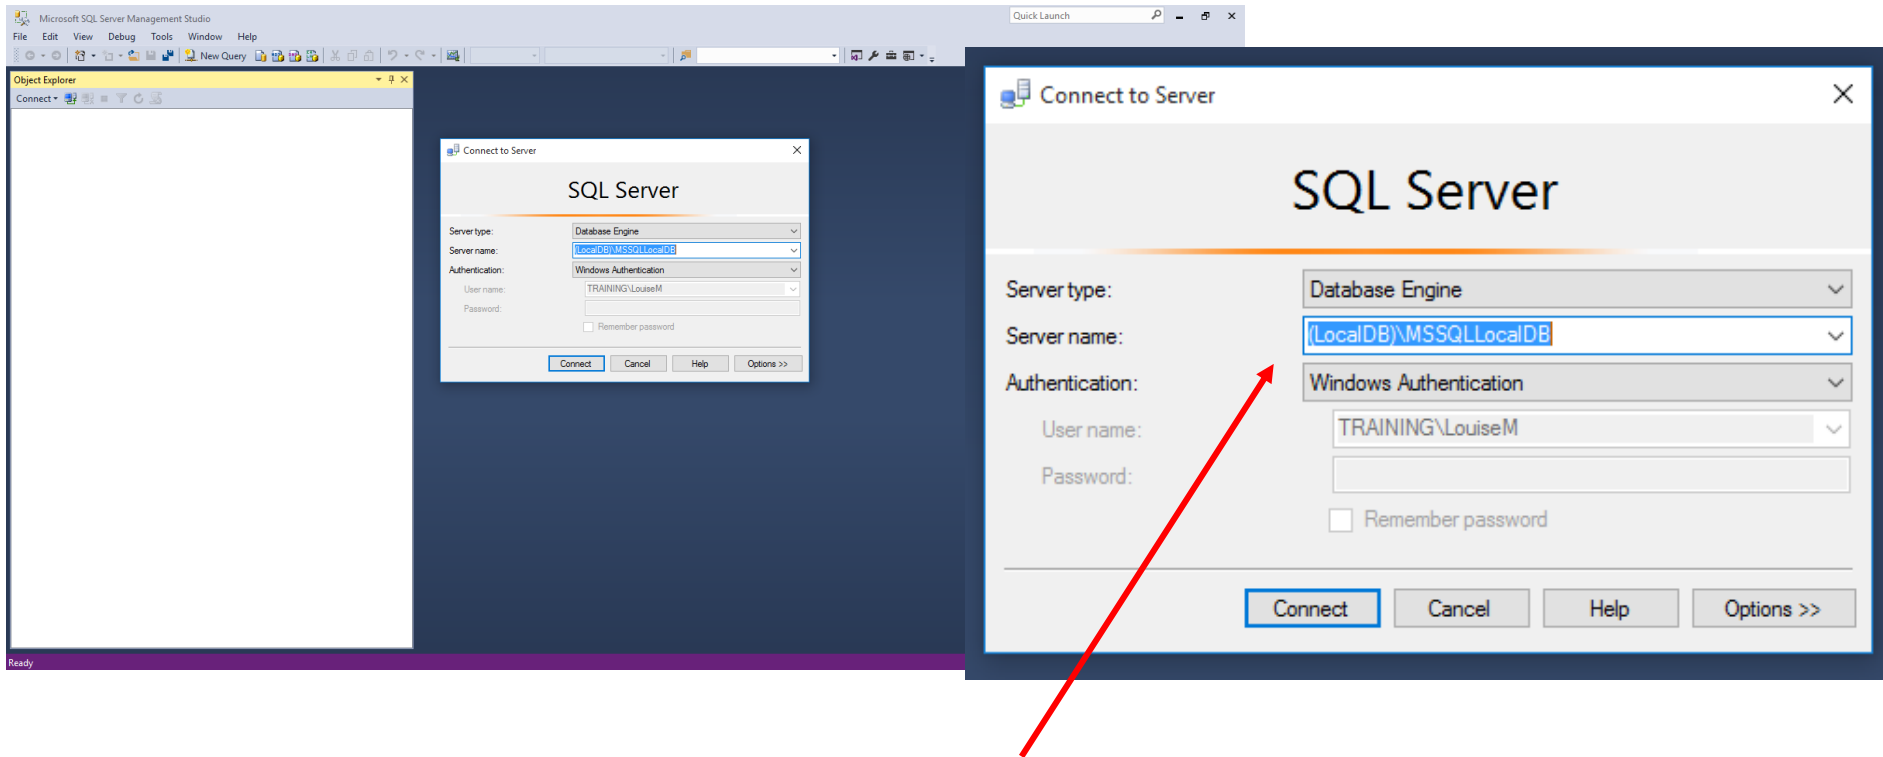 Microsoft SQL Server Management Studio
Quick Launch
File Edit View Debug Tools Window Help
New Query
Object Explorer
Connect
Connect to Server
SQL Server
Server type: Database Engine
Server name: (LocalDB)\MSSQLLocalDB
Authentication: Windows Authentication
User name: TRAINING\LouiseM
Password:
Remember password
Connect Cancel Help Options >>
Ready
Connect to Server
SQL Server
Server type: Database Engine
Server name: (LocalDB)\MSSQLLocalDB
Authentication: Windows Authentication
User name: TRAINING\LouiseM
Password:
Remember password
Connect Cancel Help Options >>